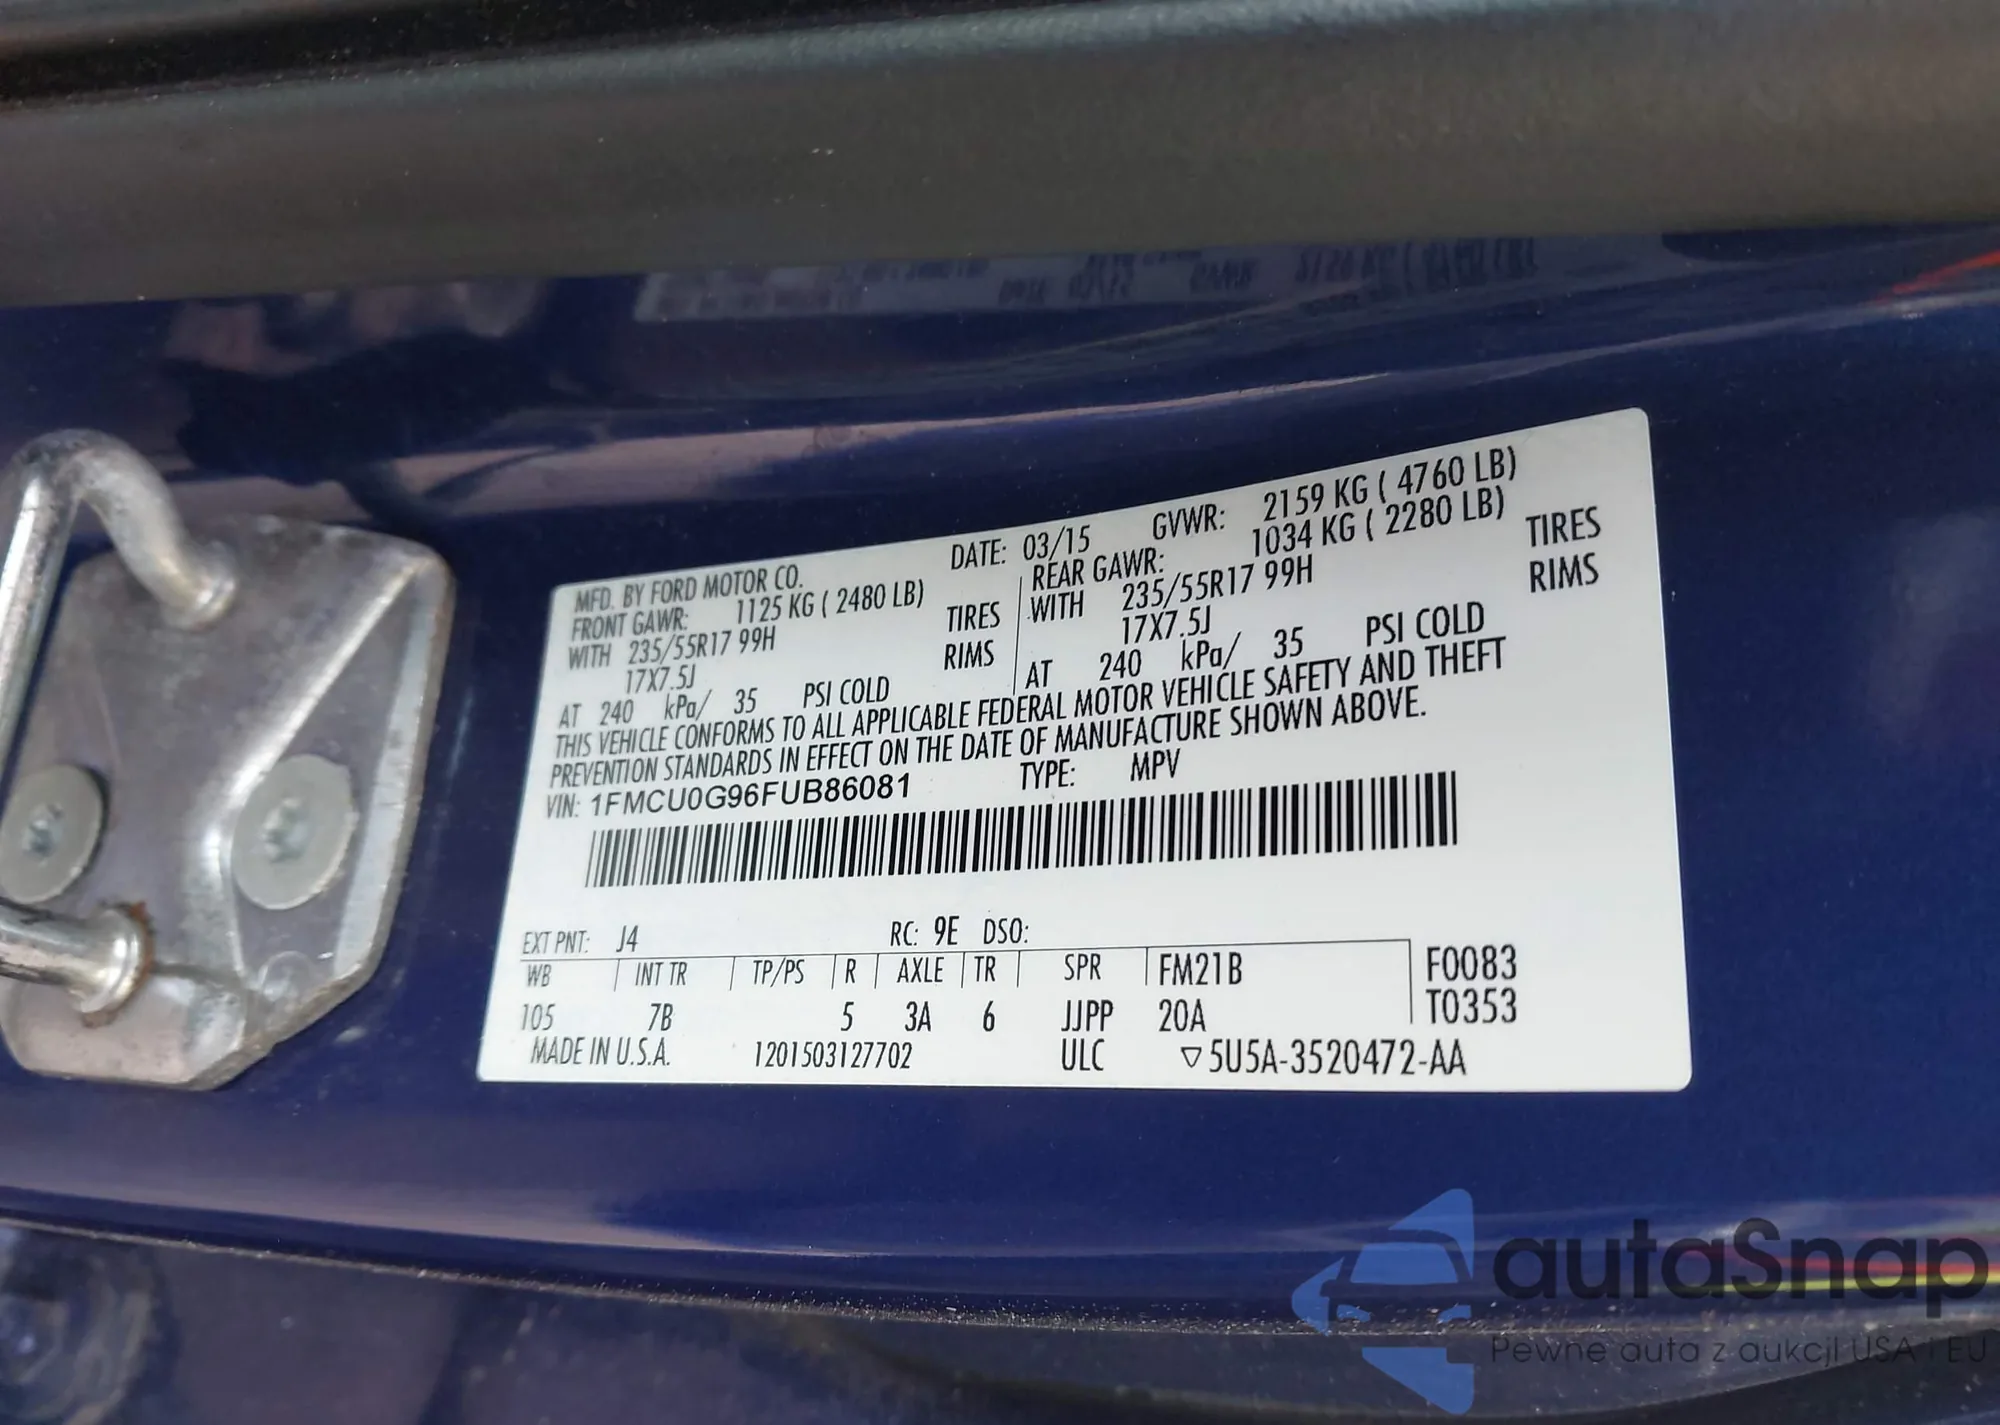 MFD. BY FORD MOTOR CO.
DATE: 03/15 GVWR: 2159 KG ( 4760 LB)
FRONT GAWR: 1125 KG ( 2480 LB)
REAR GAWR: 1034 KG ( 2280 LB)
WITH 235/55R17 99H TIRES
WITH 235/55R17 99H TIRES
17X7.5J RIMS
17X7.5J RIMS
AT 240 kPa/ 35 PSI COLD
AT 240 kPa/ 35 PSI COLD
THIS VEHICLE CONFORMS TO ALL APPLICABLE FEDERAL MOTOR VEHICLE SAFETY AND THEFT
PREVENTION STANDARDS IN EFFECT ON THE DATE OF MANUFACTURE SHOWN ABOVE.
VIN: 1FMCU0G96FUB86081 TYPE: MPV
EXT PNT: J4 RC: 9E DSO:
WB INT TR TP/PS R AXLE TR SPR FM21B F0083
105 7B 5 3A 6 JJPP 20A T0353
MADE IN U.S.A. 1201503127702 ULC ▽5U5A-3520472-AA
autaSnap
Pewne auta z aukcji USA i EU